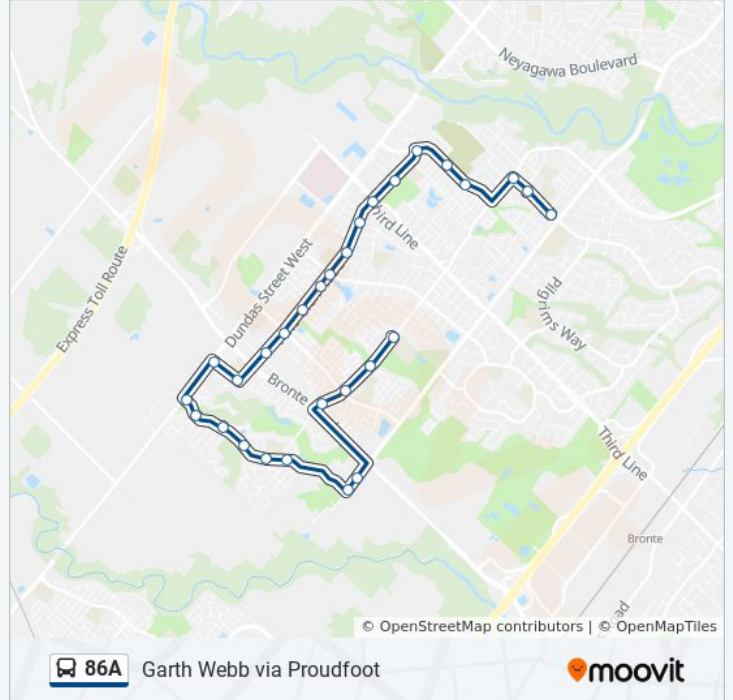 Neyagawa Boulevard
Third Line
Dundas Street West
Express Toll Route
Pilgrims Way
Bronte
Third Line
Bronte
ad
© OpenStreetMap contributors | © OpenMapTiles
86A Garth Webb via Proudfoot
moovit